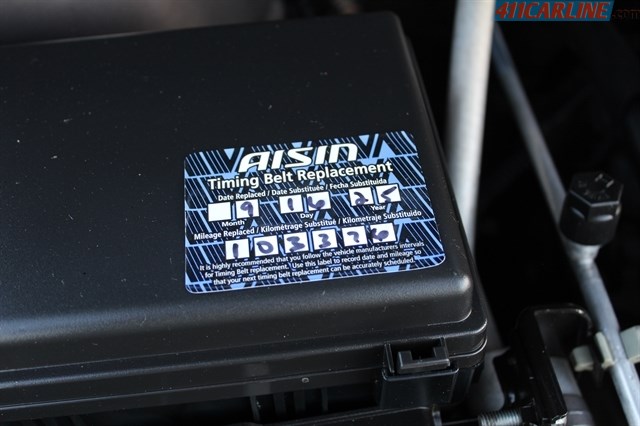 411CARLINE.com
AISIN
Timing Belt Replacement
Date Replaced / Date Substituée / Fecha Substituida
9 16 25
Month Day Year
Mileage Replaced / Kilométrage Substitué / Kilometraje Substituido
103376
It is highly recommended that you follow the vehicle manufacturers intervals
for Timing Belt replacement. Use this label to record date and mileage so
that your next timing belt replacement can be accurately scheduled.